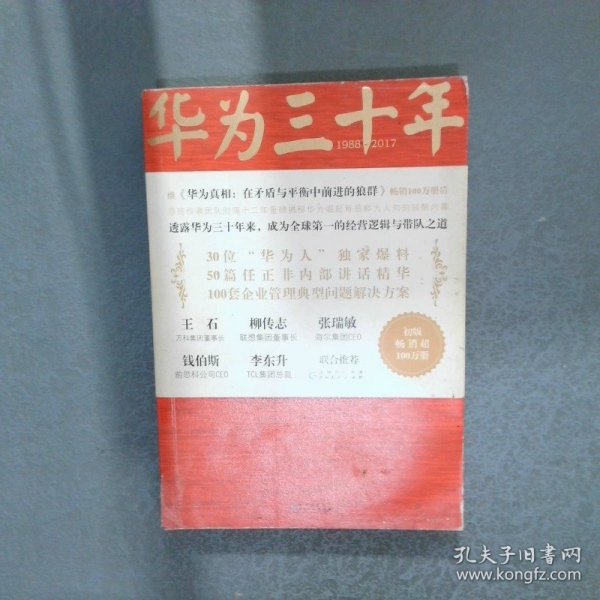 华为三十年
1988 2017
继《华为真相：在矛盾与平衡中前进的狼群》畅销100万册后
透露华为三十年来，成为全球第一的经营逻辑与带队之道
30位“华为人”独家爆料
50篇任正非内部讲话精华
100套企业管理典型问题解决方案
王石 柳传志 张瑞敏
万科集团董事长 联想集团董事长 海尔集团CEO
钱伯斯 李东升 联合推荐
前思科公司CEO TCL集团总裁
初版
畅销超
100万册
孔夫子旧书网
www.kongfz.com